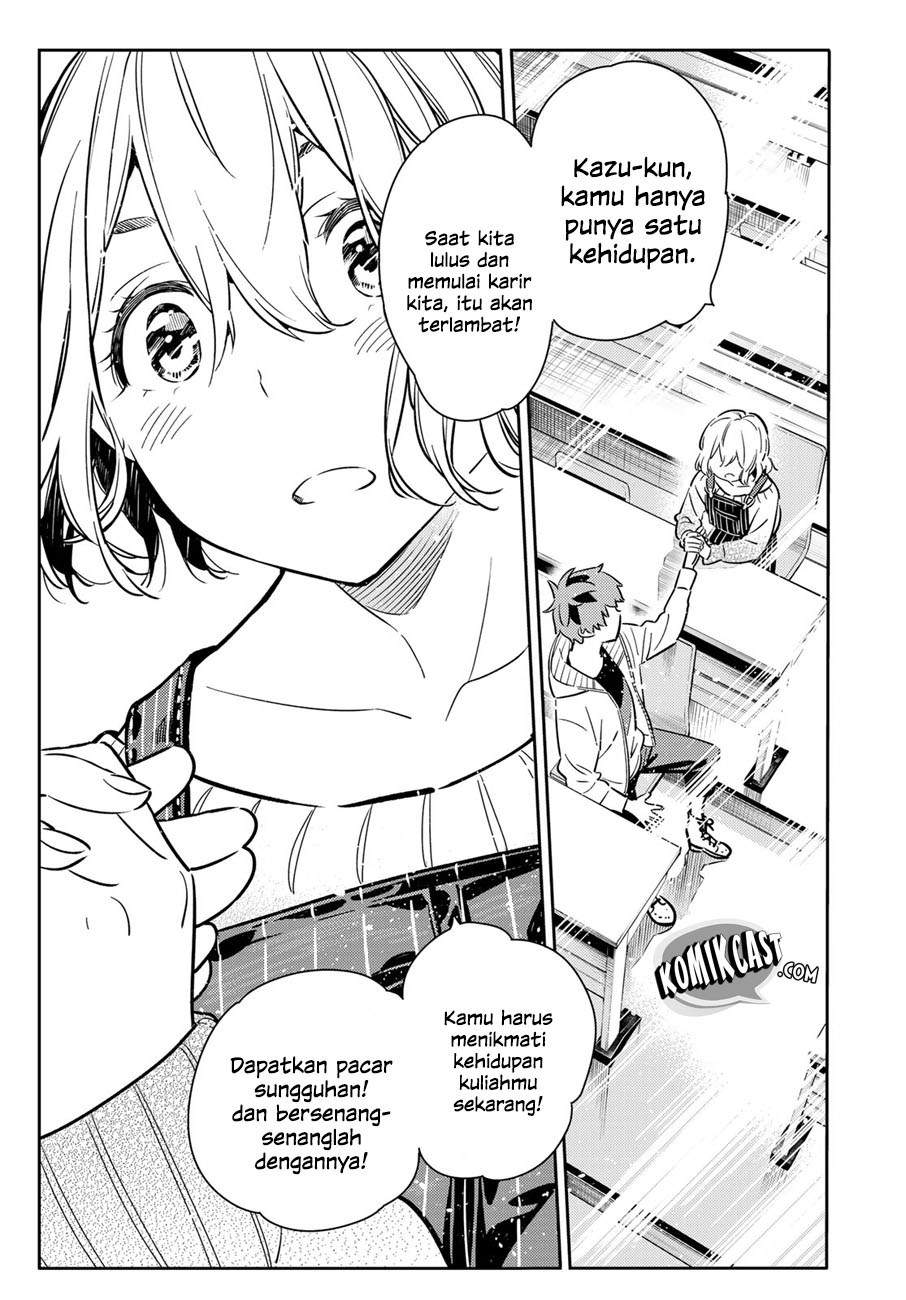 Kazu-kun,
kamu hanya
punya satu
kehidupan.
Saat kita
lulus dan
memulai karir
kita, itu akan
terlambat!
Kamu harus
menikmati
kehidupan
kuliahmu
sekarang!
Dapatkan pacar
sungguhan!
dan bersenang-
senanglah
dengannya!
KOMIKCAST.COM